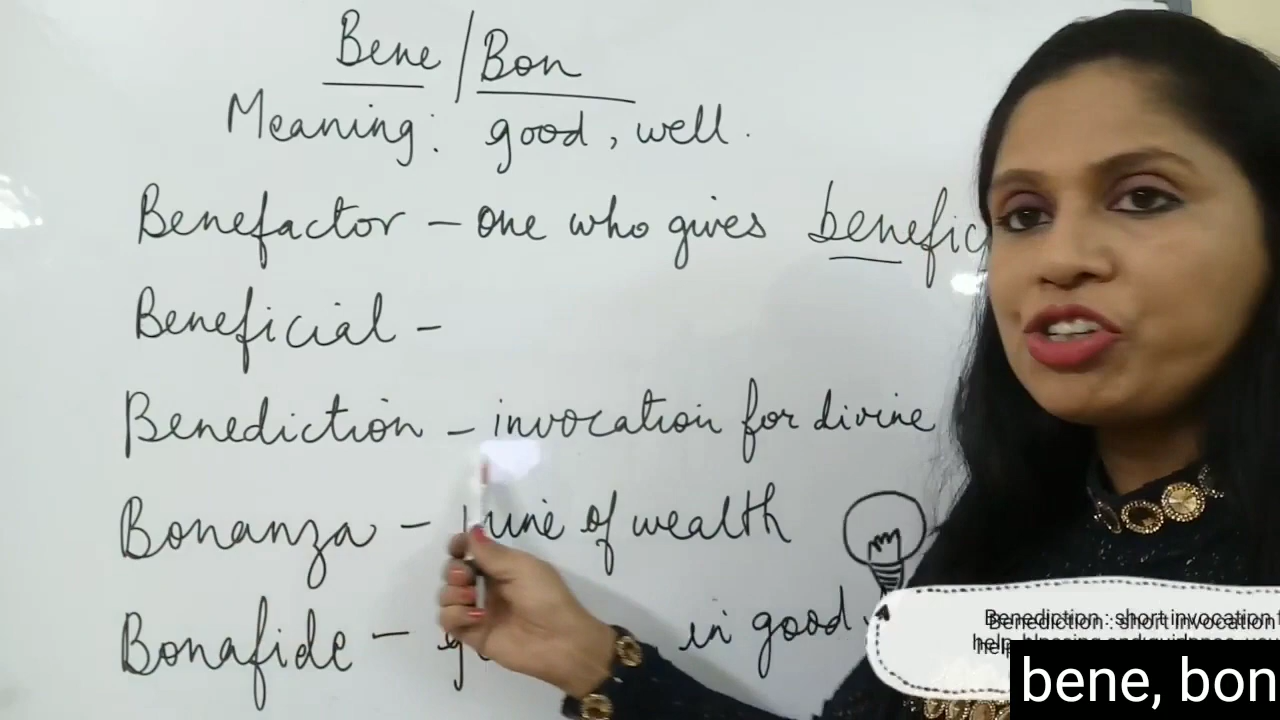 Bene / Bon
Meaning: good, well.
Benefactor – one who gives benefic
Beneficial –
Benediction – invocation for divine
Bonanza – of wealth
Bonafide – in good
Benediction : short invocation
help
bene, bon